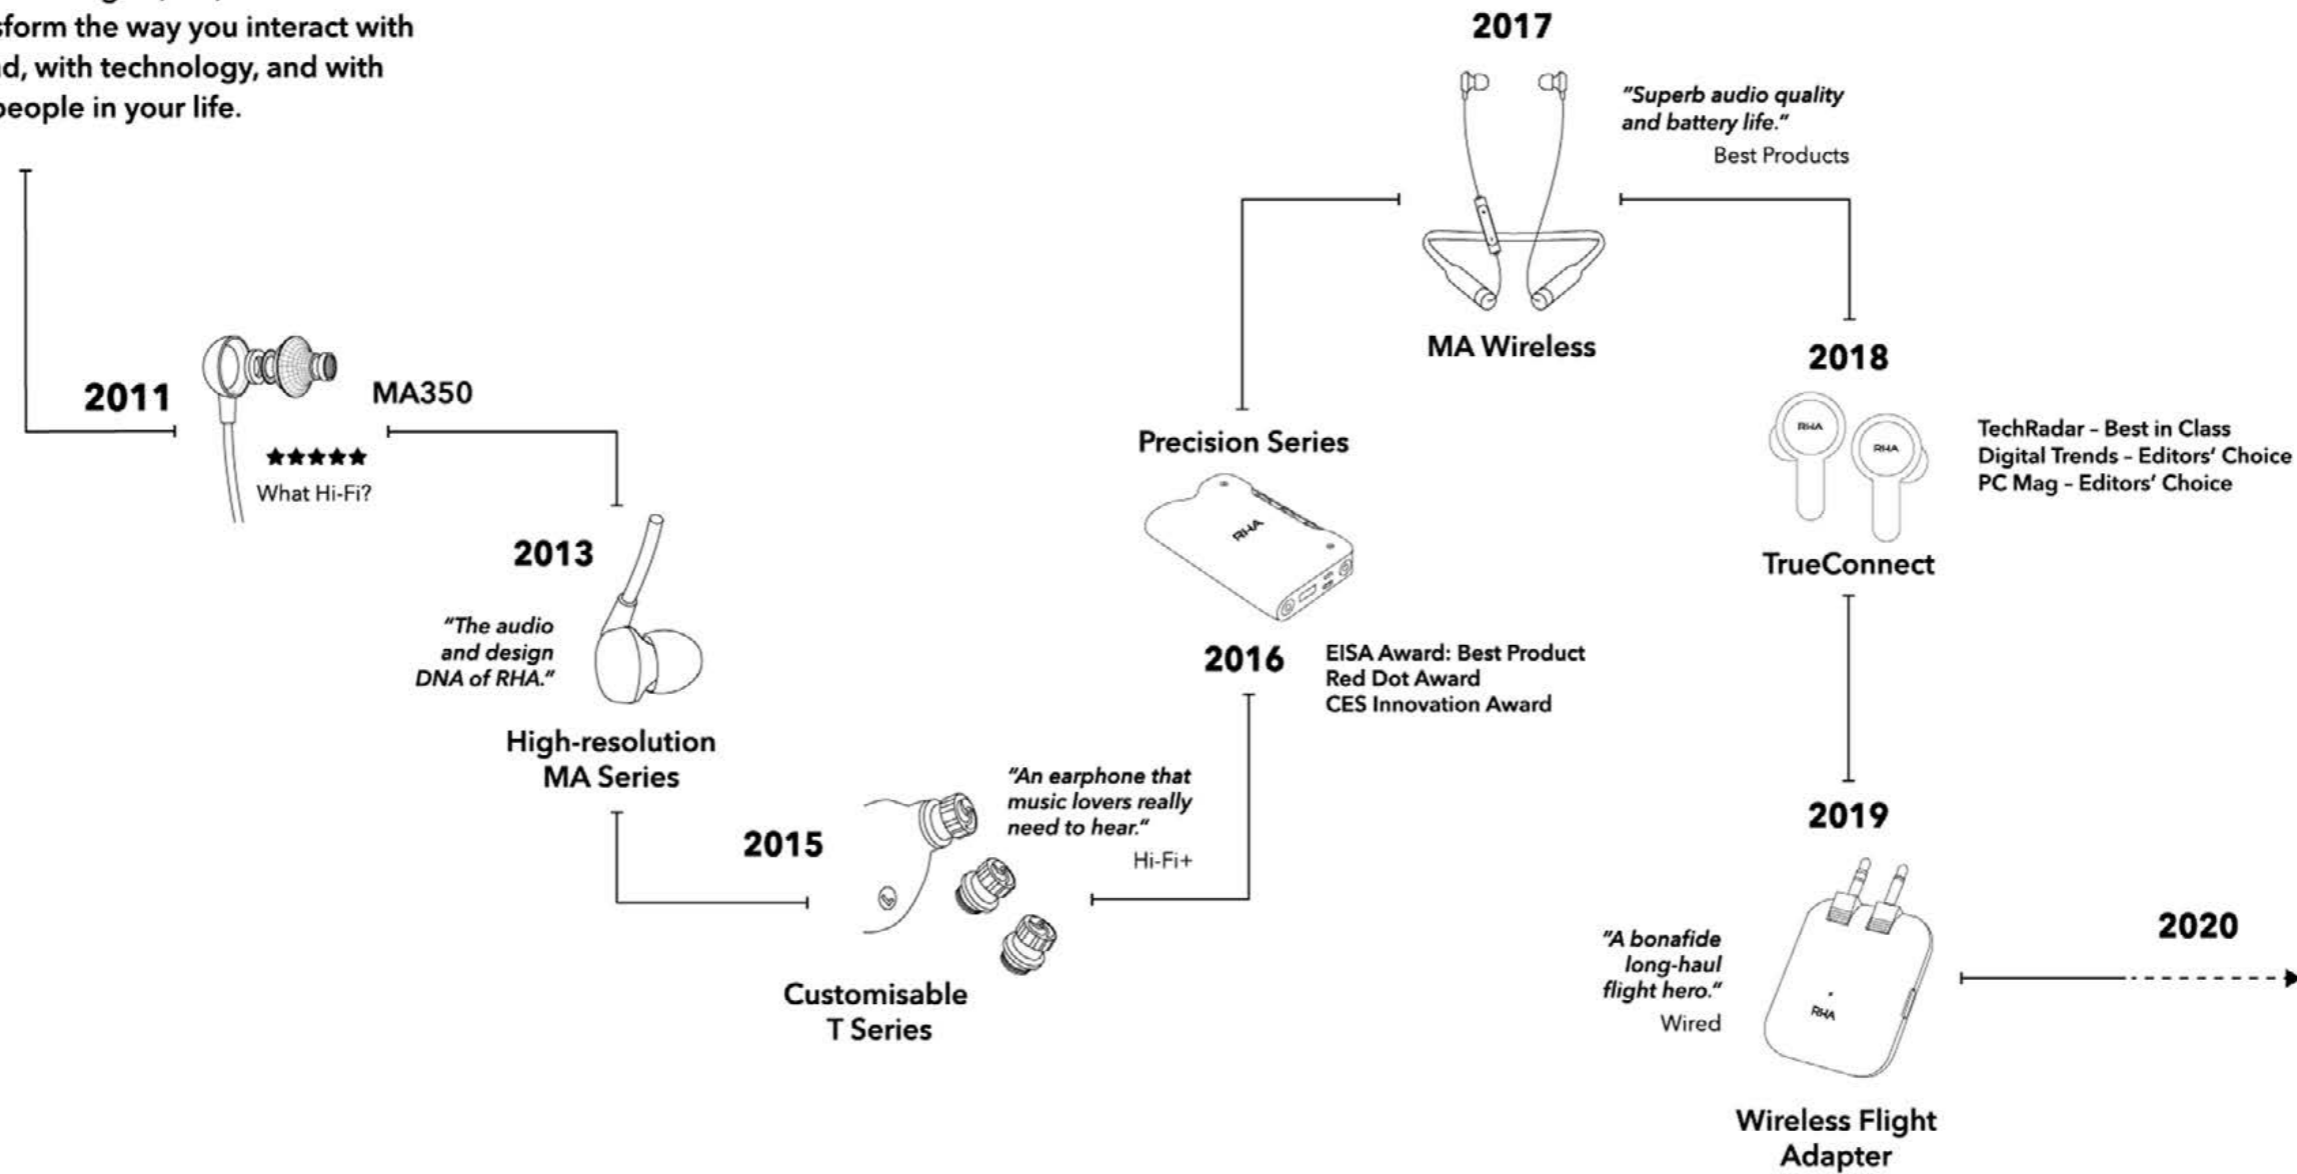 form the way you interact with
d, with technology, and with
people in your life.
2011
MA350
★★★★★
What Hi-Fi?
2013
"The audio
and design
DNA of RHA."
High-resolution
MA Series
2015
"An earphone that
music lovers really
need to hear."
Hi-Fi+
Customisable
T Series
Precision Series
RHA
2016
EISA Award: Best Product
Red Dot Award
CES Innovation Award
2017
"Superb audio quality
and battery life."
Best Products
MA Wireless
2018
RHA
RHA
TechRadar – Best in Class
Digital Trends – Editors' Choice
PC Mag – Editors' Choice
TrueConnect
2019
"A bonafide
long-haul
flight hero."
Wired
RHA
Wireless Flight
Adapter
2020